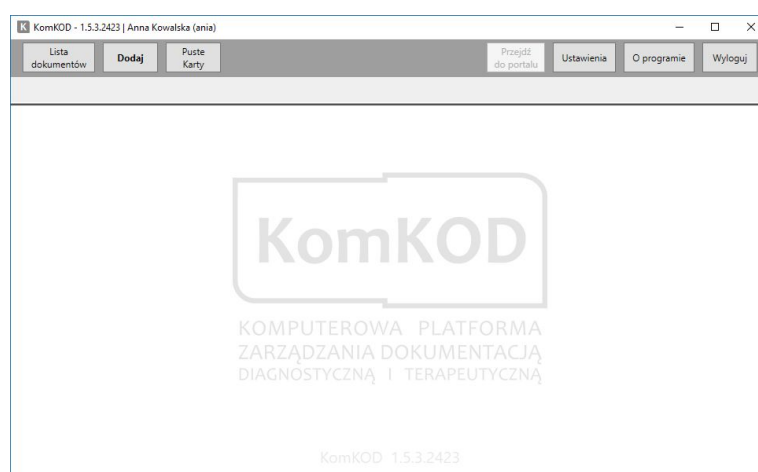 K KomKOD - 1.5.3.2423 | Anna Kowalska (ania)
Lista
dokumentów
Dodaj
Puste
Karty
Przejdź
do portalu
Ustawienia
O programie
Wyloguj
KomKOD
KOMPUTEROWA PLATFORMA
ZARZĄDZANIA DOKUMENTACJĄ
DIAGNOSTYCZNĄ I TERAPEUTYCZNĄ
KomKOD 1.5.3.2423